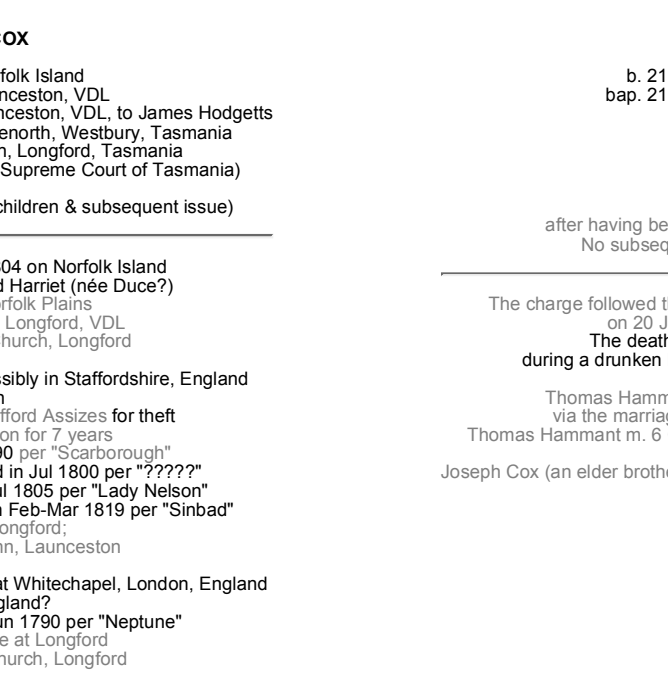 COX
folk Island
nceston, VDL
nceston, VDL, to James Hodgetts
enorth, Westbury, Tasmania
n, Longford, Tasmania
Supreme Court of Tasmania)
children & subsequent issue)
04 on Norfolk Island
d Harriet (née Duce?)
rfolk Plains
Longford, VDL
hurch, Longford
ssibly in Staffordshire, England
n
fford Assizes for theft
on for 7 years
90 per "Scarborough"
d in Jul 1800 per "?????"
ul 1805 per "Lady Nelson"
n Feb-Mar 1819 per "Sinbad"
ongford;
nn, Launceston
at Whitechapel, London, England
gland?
un 1790 per "Neptune"
e at Longford
hurch, Longford
b. 21
bap. 21
after having be
No subseq
The charge followed t
on 20 J
The death
during a drunken
Thomas Hamm
via the marria
Thomas Hammant m. 6
Joseph Cox (an elder brothe